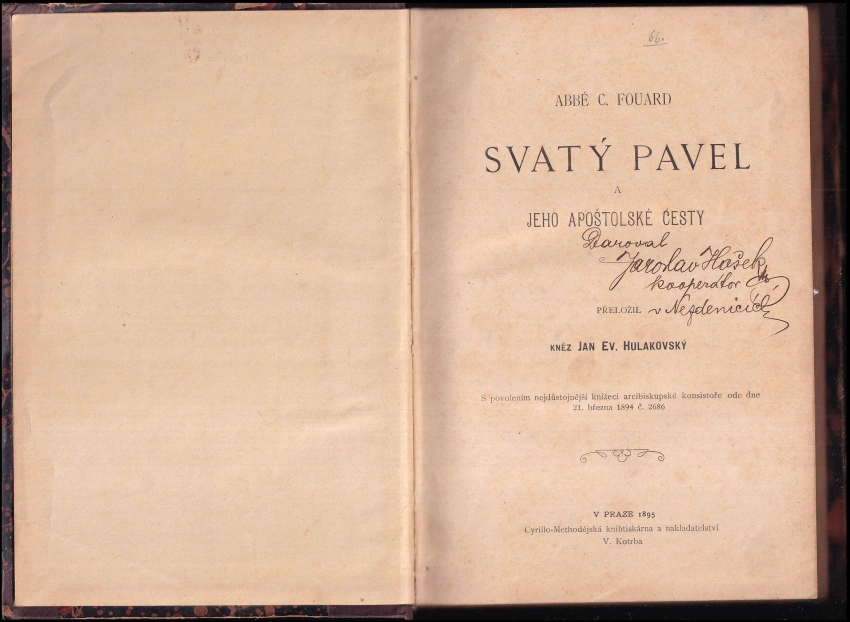 66.
ABBÉ C. FOUARD
SVATÝ PAVEL
A
JEHO APOŠTOLSKÉ CESTY
Daroval
Jaroslav Hašek
kooperátor
PŘELOŽIL v Nezdenicích
KNĚZ JAN EV. HULAKOVSKÝ
S povolením nejdůstojnější knížecí arcibiskupské konsistoře ode dne
21. března 1894 č. 2686
V PRAZE 1895
Cyrillo-Methodějská knihtiskárna a nakladatelství
V. Kotrba